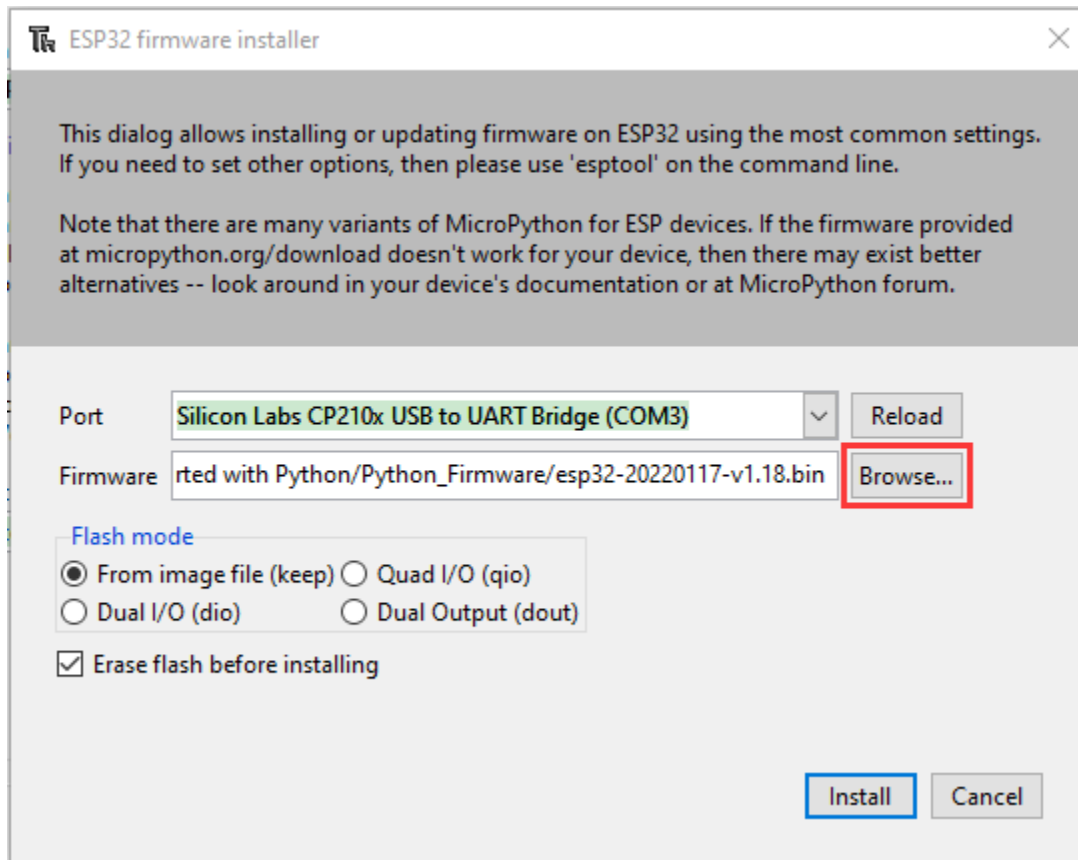 ESP32 firmware installer
This dialog allows installing or updating firmware on ESP32 using the most common settings.
If you need to set other options, then please use 'esptool' on the command line.
Note that there are many variants of MicroPython for ESP devices. If the firmware provided
at micropython.org/download doesn't work for your device, then there may exist better
alternatives -- look around in your device's documentation or at MicroPython forum.
Port Silicon Labs CP210x USB to UART Bridge (COM3) Reload
Firmware rted with Python/Python_Firmware/esp32-20220117-v1.18.bin Browse...
Flash mode
From image file (keep) Quad I/O (qio)
Dual I/O (dio) Dual Output (dout)
Erase flash before installing
Install Cancel